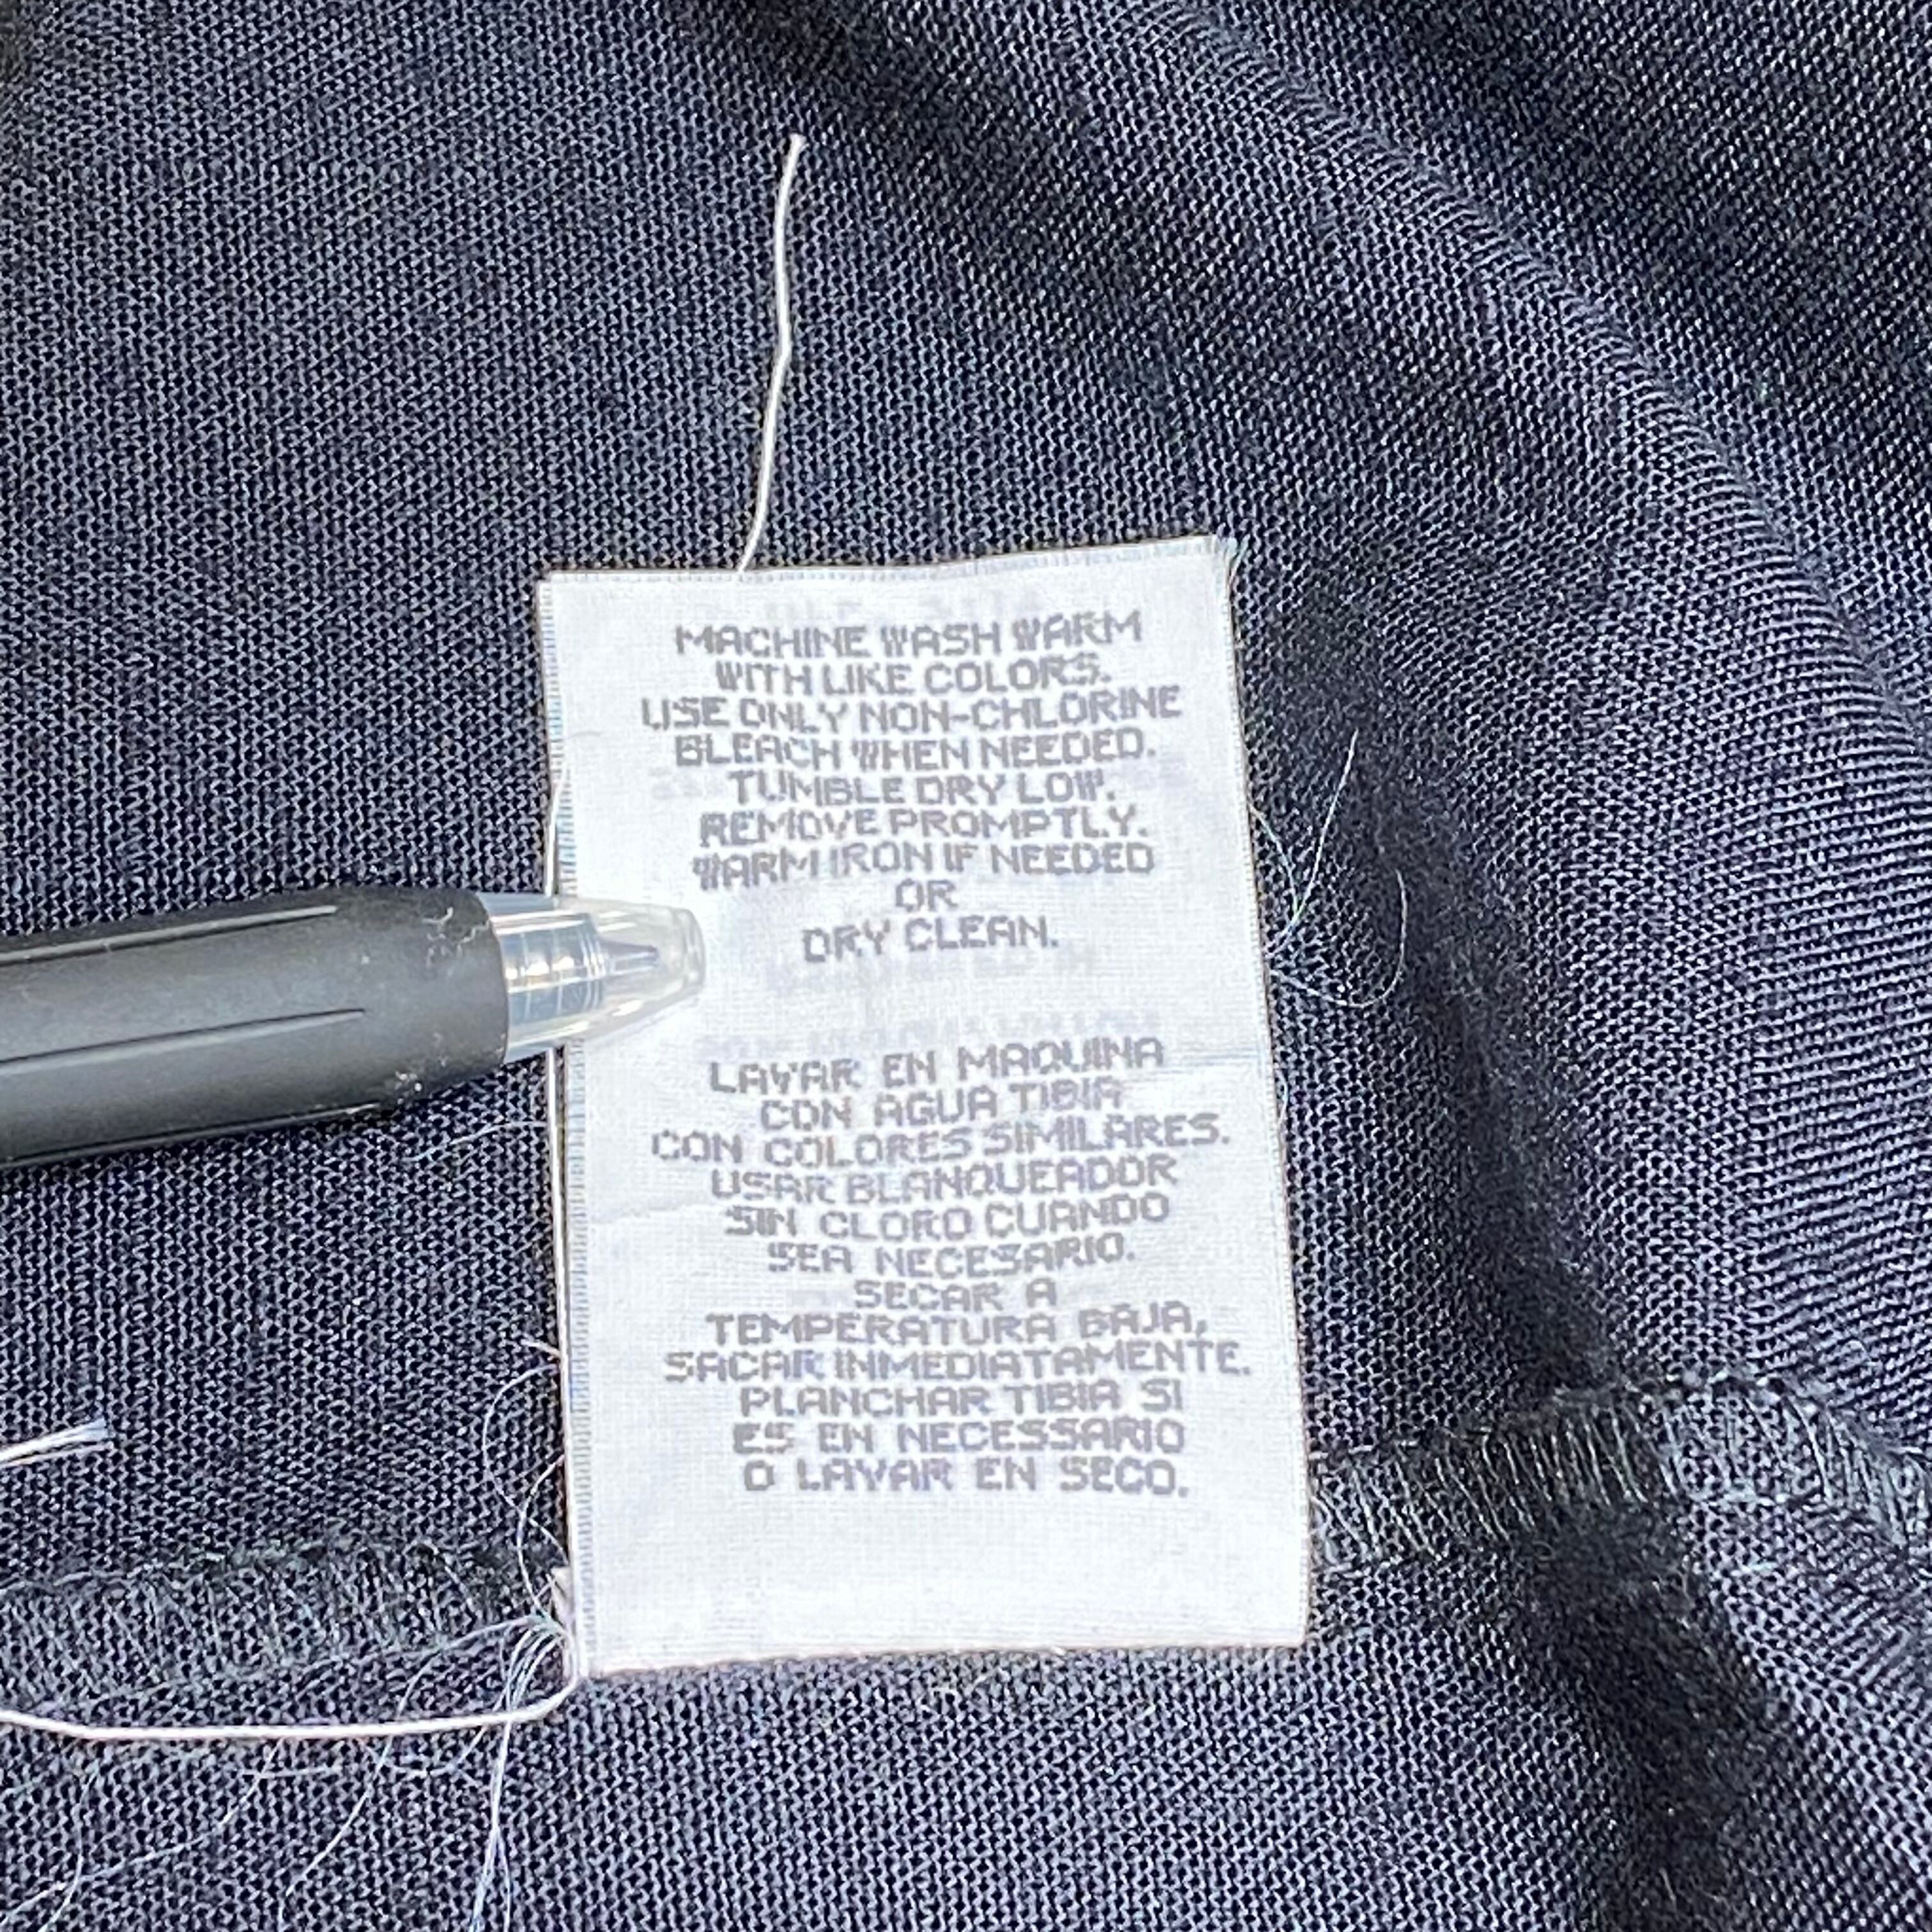 MACHINE WASH WARM
WITH LIKE COLORS.
USE ONLY NON-CHLORINE
BLEACH WHEN NEEDED.
TUMBLE DRY LOW.
REMOVE PROMPTLY.
WARM IRON IF NEEDED
OR
DRY CLEAN.
LAVAR EN MAQUINA
CON AGUA TIBIA
CON COLORES SIMILARES.
USAR BLANQUEADOR
SIN CLORO CUANDO
SEA NECESARIO.
SECAR A
TEMPERATURA BAJA,
SACAR INMEDIATAMENTE.
PLANCHAR TIBIA SI
ES EN NECESSARIO
O LAVAR EN SECO.